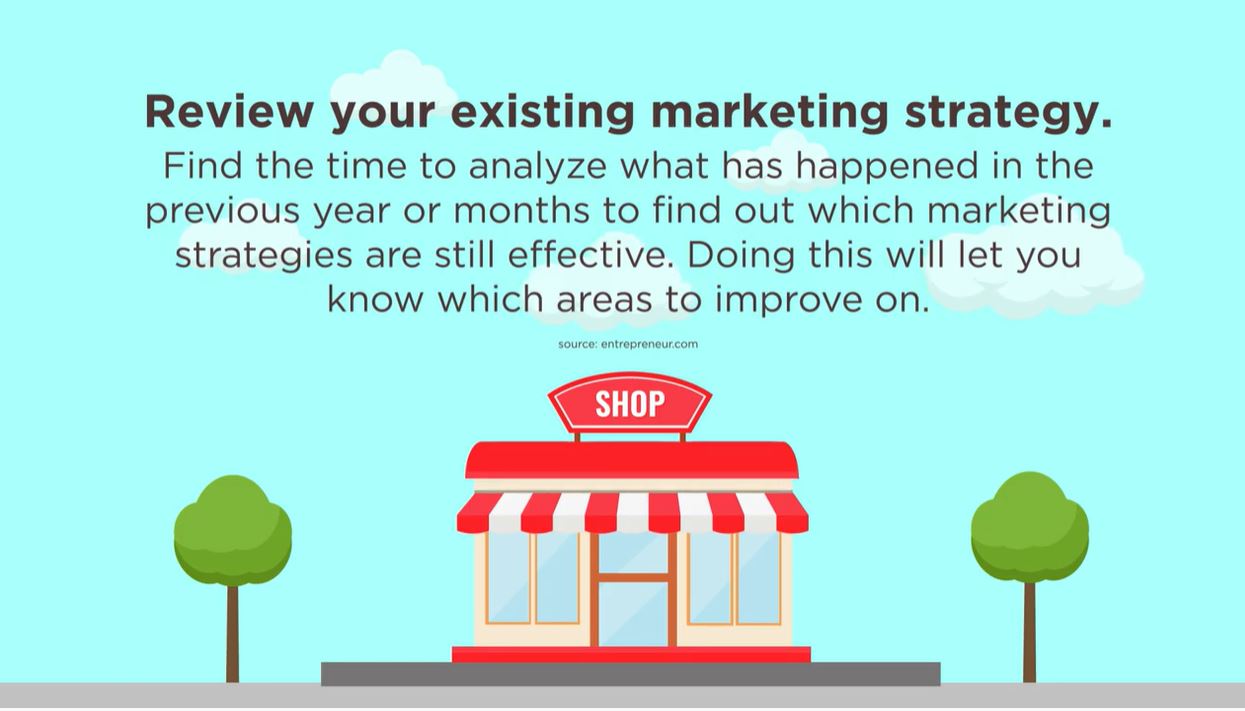 Review your existing marketing strategy.
Find the time to analyze what has happened in the
previous year or months to find out which marketing
strategies are still effective. Doing this will let you
know which areas to improve on.
source: entrepreneur.com
SHOP